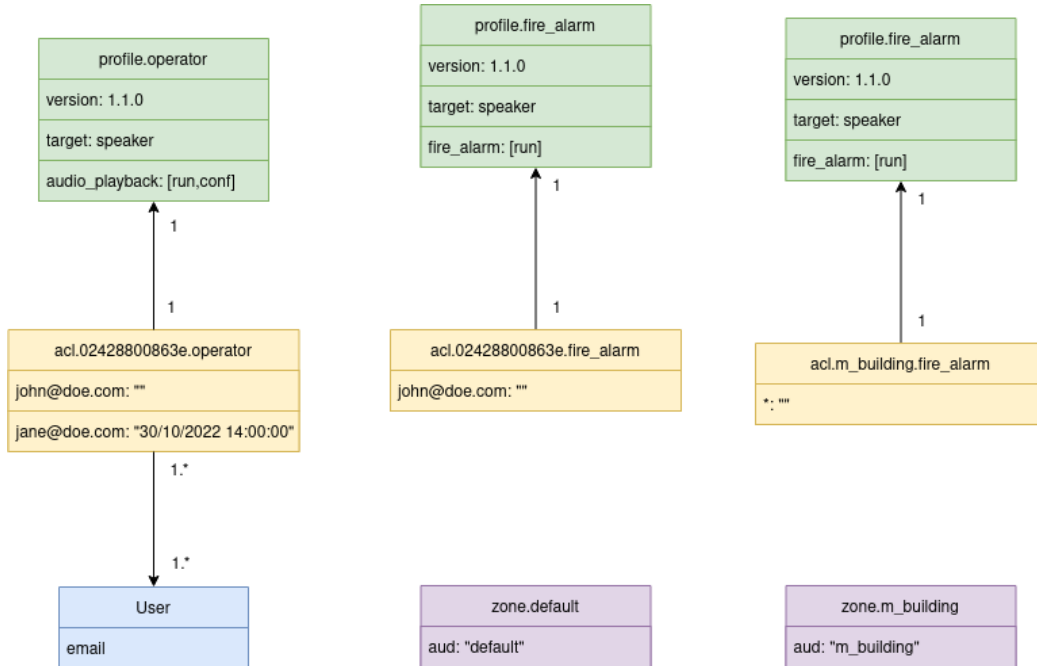 profile.operator
version: 1.1.0
target: speaker
audio_playback: [run,conf]
1
1
acl.02428800863e.operator
john@doe.com: ""
jane@doe.com: "30/10/2022 14:00:00"
1.*
1.*
User
email
profile.fire_alarm
version: 1.1.0
target: speaker
fire_alarm: [run]
1
1
acl.02428800863e.fire_alarm
john@doe.com: ""
zone.default
aud: "default"
profile.fire_alarm
version: 1.1.0
target: speaker
fire_alarm: [run]
1
1
acl.m_building.fire_alarm
*: ""
zone.m_building
aud: "m_building"